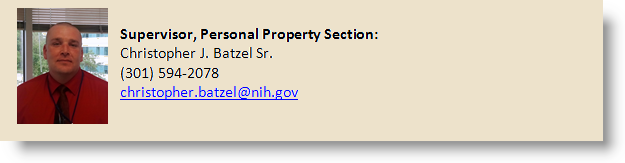 Supervisor, Personal Property Section:
Christopher J. Batzel Sr.
(301) 594-2078
christopher.batzel@nih.gov